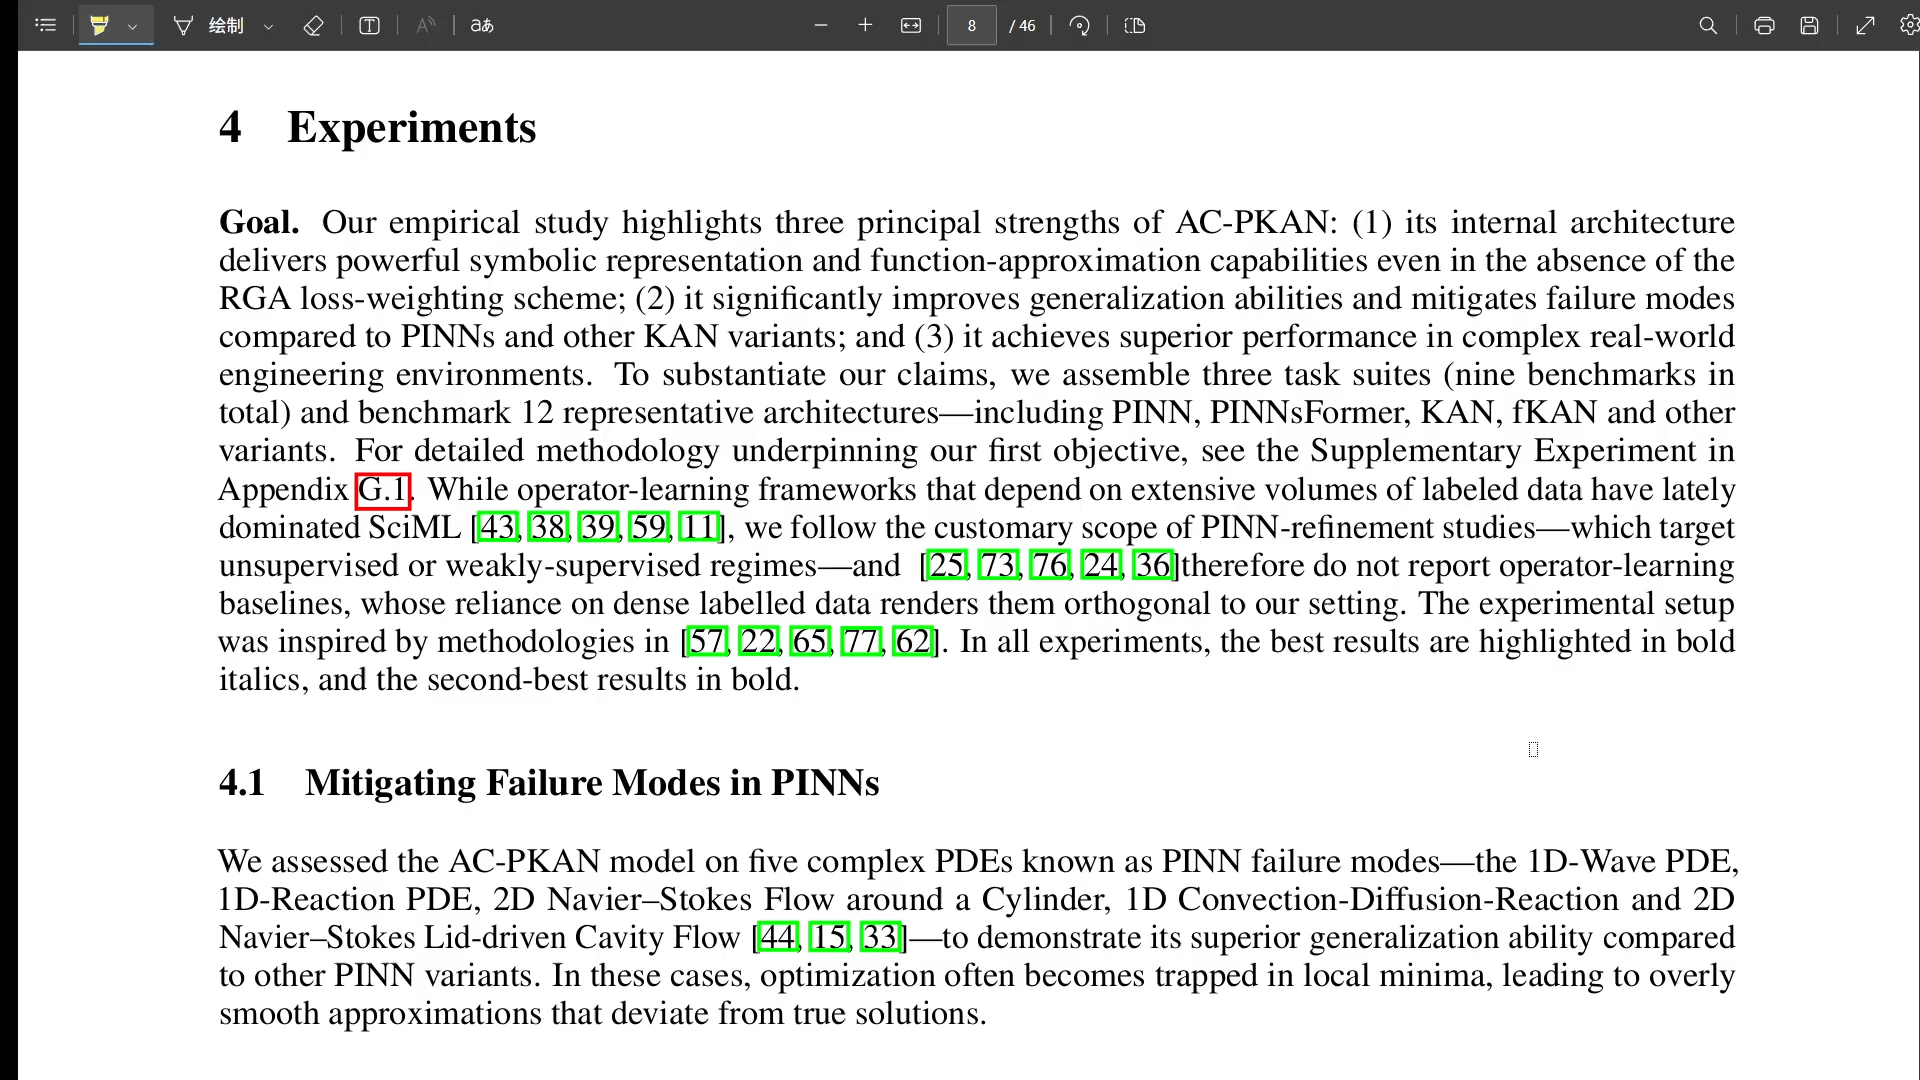 绘制
aあ
8 / 46
4 Experiments
Goal. Our empirical study highlights three principal strengths of AC-PKAN: (1) its internal architecture
delivers powerful symbolic representation and function-approximation capabilities even in the absence of the
RGA loss-weighting scheme; (2) it significantly improves generalization abilities and mitigates failure modes
compared to PINNs and other KAN variants; and (3) it achieves superior performance in complex real-world
engineering environments. To substantiate our claims, we assemble three task suites (nine benchmarks in
total) and benchmark 12 representative architectures—including PINN, PINNsFormer, KAN, fKAN and other
variants. For detailed methodology underpinning our first objective, see the Supplementary Experiment in
Appendix G.1. While operator-learning frameworks that depend on extensive volumes of labeled data have lately
dominated SciML [43, 38, 39, 59, 11], we follow the customary scope of PINN-refinement studies—which target
unsupervised or weakly-supervised regimes—and [25, 73, 76, 24, 36]therefore do not report operator-learning
baselines, whose reliance on dense labelled data renders them orthogonal to our setting. The experimental setup
was inspired by methodologies in [57, 22, 65, 77, 62]. In all experiments, the best results are highlighted in bold
italics, and the second-best results in bold.
4.1 Mitigating Failure Modes in PINNs
We assessed the AC-PKAN model on five complex PDEs known as PINN failure modes—the 1D-Wave PDE,
1D-Reaction PDE, 2D Navier–Stokes Flow around a Cylinder, 1D Convection-Diffusion-Reaction and 2D
Navier–Stokes Lid-driven Cavity Flow [44, 15, 33]—to demonstrate its superior generalization ability compared
to other PINN variants. In these cases, optimization often becomes trapped in local minima, leading to overly
smooth approximations that deviate from true solutions.